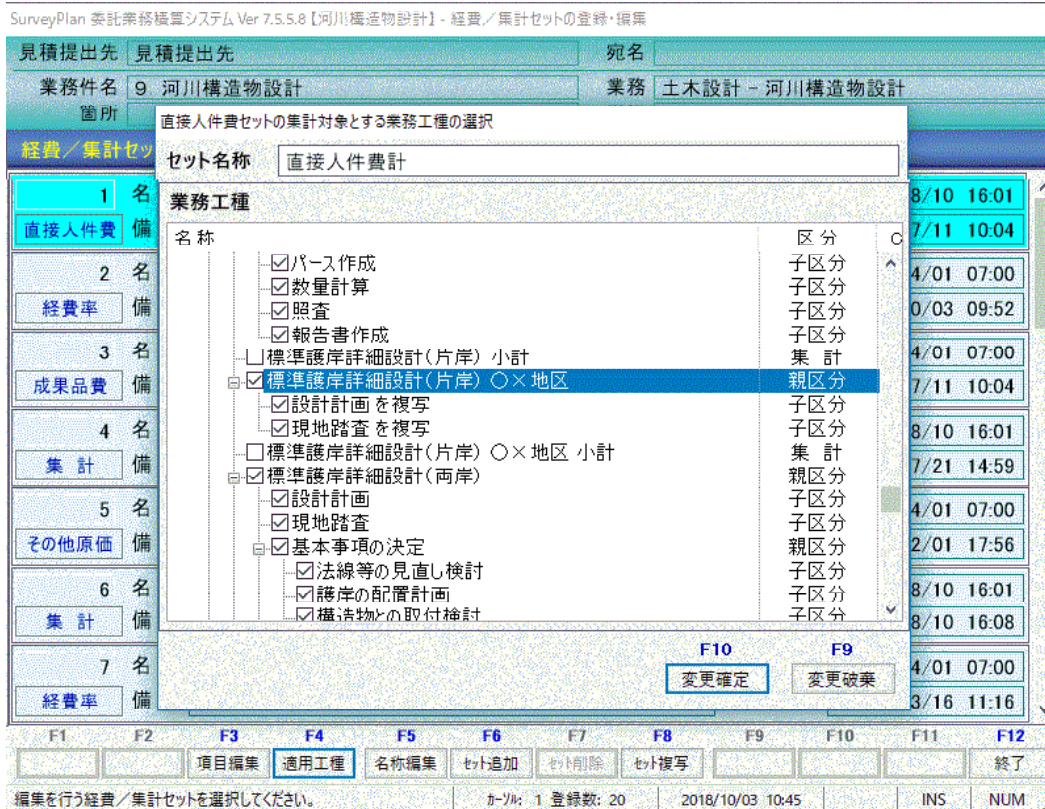 SurveyPlan 委託業務積算システム Ver 7.5.5.8 【河川構造物設計】 - 経費／集計セットの登録・編集
見積提出先 見積提出先 宛名
業務件名 9 河川構造物設計 業務 土木設計 - 河川構造物設計
箇所
直接人件費セットの集計対象とする業務工種の選択
経費／集計セッ
セット名称 直接人件費計
業務工種
名称 区分 C
パース作成 子区分
数量計算 子区分
照査 子区分
報告書作成 子区分
標準護岸詳細設計(片岸) 小計 集計
標準護岸詳細設計(片岸) ○×地区 親区分
設計計画 を複写 子区分
現地踏査 を複写 子区分
標準護岸詳細設計(片岸) ○×地区 小計 集計
標準護岸詳細設計(両岸) 親区分
設計計画 子区分
現地踏査 子区分
基本事項の決定 親区分
法線等の見直し検討 子区分
護岸の配置計画 子区分
構造物との取付検討 子区分
F10 F9
変更確定 変更破棄
1 名 8/10 16:01
直接人件費 備 7/11 10:04
2 名 4/01 07:00
経費率 備 0/03 09:52
3 名 4/01 07:00
成果品費 備 7/11 10:04
4 名 8/10 16:01
集計 備 7/21 14:59
5 名 4/01 07:00
その他原価 備 2/01 17:56
6 名 8/10 16:01
集計 備 8/10 16:08
7 名 4/01 07:00
経費率 備 3/16 11:16
F1 F2 F3 F4 F5 F6 F7 F8 F9 F10 F11 F12
項目編集 適用工種 名称編集 セット追加 セット削除 セット複写 終了
編集を行う経費／集計セットを選択してください。 カーソル: 1 登録数: 20 2018/10/03 10:45 INS NUM